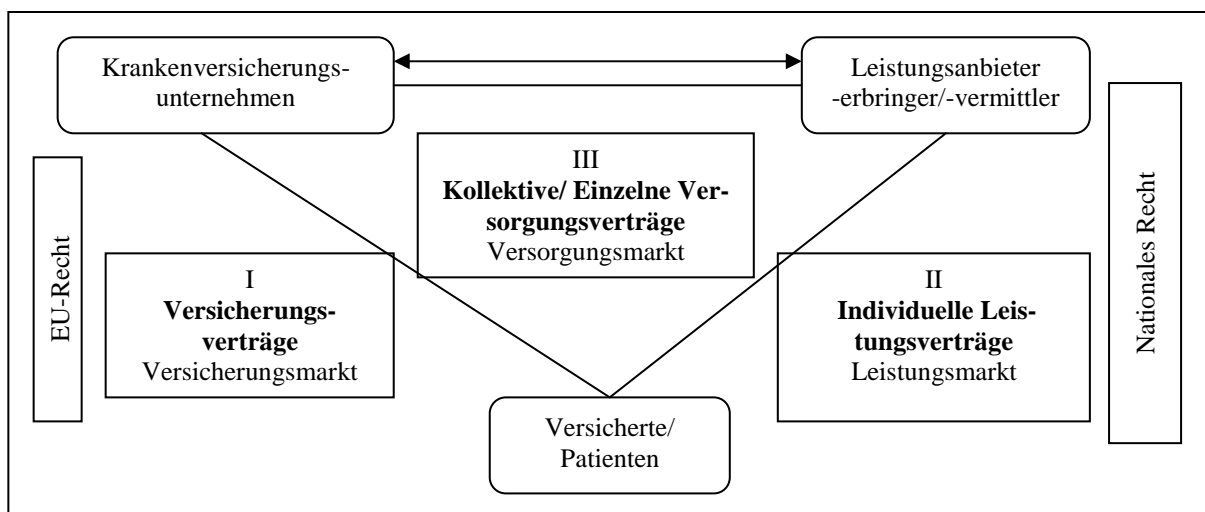 Krankenversicherungs-
unternehmen
Leistungsanbieter
-erbringer/-vermittler
III
Kollektive/ Einzelne Ver-
sorgungsverträge
Versorgungsmarkt
EU-Recht
I
Versicherungs-
verträge
Versicherungsmarkt
II
Individuelle Leis-
tungsverträge
Leistungsmarkt
Nationales Recht
Versicherte/
Patienten